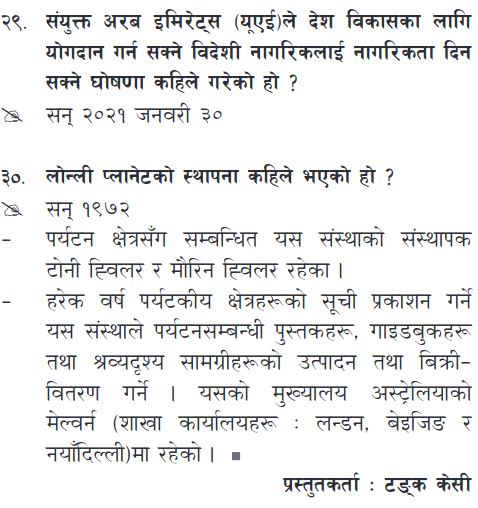 २९. संयुक्त अरब इमिरेट्स (यूएई)ले देश विकासका लागि
योगदान गर्न सक्ने विदेशी नागरिकलाई नागरिकता दिन
सक्ने घोषणा कहिले गरेको हो ?
सन् २०२१ जनवरी ३०
३०. लोन्ली प्लानेटको स्थापना कहिले भएको हो ?
सन् १९७२
– पर्यटन क्षेत्रसँग सम्बन्धित यस संस्थाको संस्थापक
टोनी ह्विलर र मौरिन ह्विलर रहेका ।
– हरेक वर्ष पर्यटकीय क्षेत्रहरूको सूची प्रकाशन गर्ने
यस संस्थाले पर्यटनसम्बन्धी पुस्तकहरू, गाइडबुकहरू
तथा श्रव्यदृश्य सामग्रीहरूको उत्पादन तथा बिक्री-
वितरण गर्ने । यसको मुख्यालय अस्ट्रेलियाको
मेल्वर्न (शाखा कार्यालयहरू : लन्डन, बेइजिङ र
नयाँदिल्ली)मा रहेको ।
प्रस्तुतकर्ता : टङ्क केसी